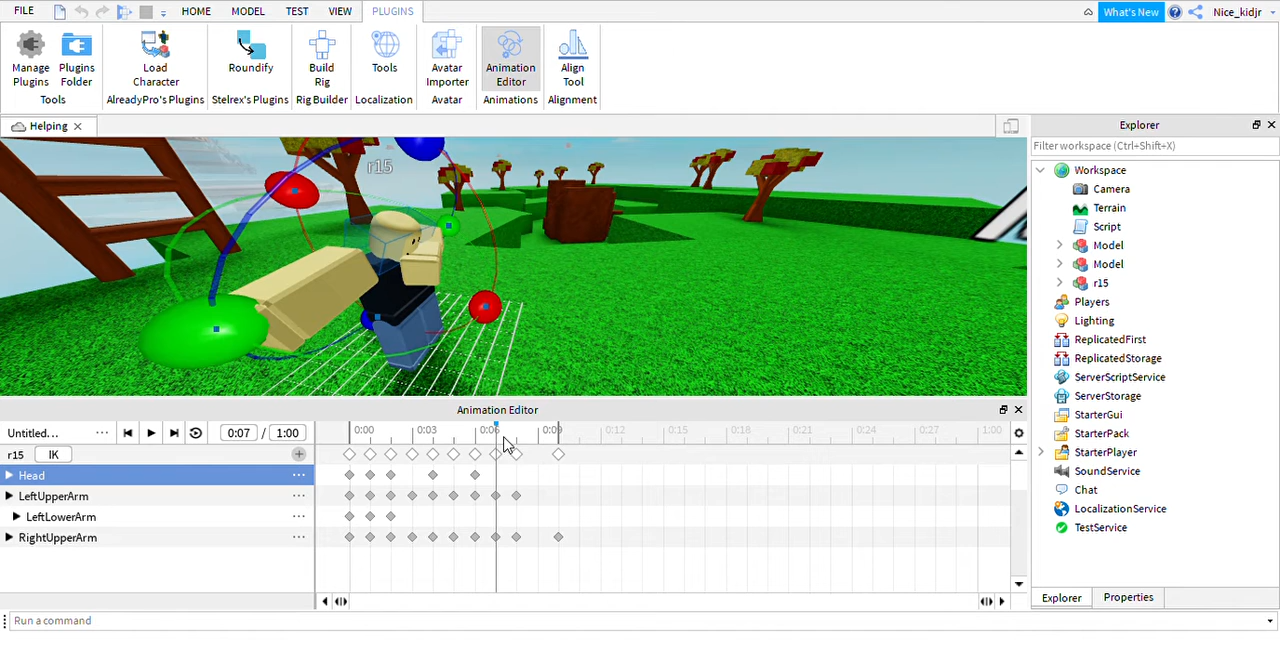 FILE HOME MODEL TEST VIEW PLUGINS What's New Nice_kidjr
Manage Plugins Load Build Avatar Animation Align
Plugins Folder Character Roundify Rig Tools Importer Editor Tool
Tools AlreadyPro's Plugins Stelrex's Plugins Rig Builder Localization Avatar Animations Alignment
Helping
Explorer
Filter workspace (Ctrl+Shift+X)
r15
Workspace
Camera
Terrain
Script
Model
Model
r15
Players
Lighting
ReplicatedFirst
ReplicatedStorage
ServerScriptService
ServerStorage
StarterGui
StarterPack
StarterPlayer
SoundService
Chat
LocalizationService
TestService
Explorer Properties
Animation Editor
Untitled... 0:07 / 1:00 0:00 0:03 0:06 0:09 0:12 0:15 0:18 0:21 0:24 0:27 1:00
r15 IK
Head
LeftUpperArm
LeftLowerArm
RightUpperArm
Run a command